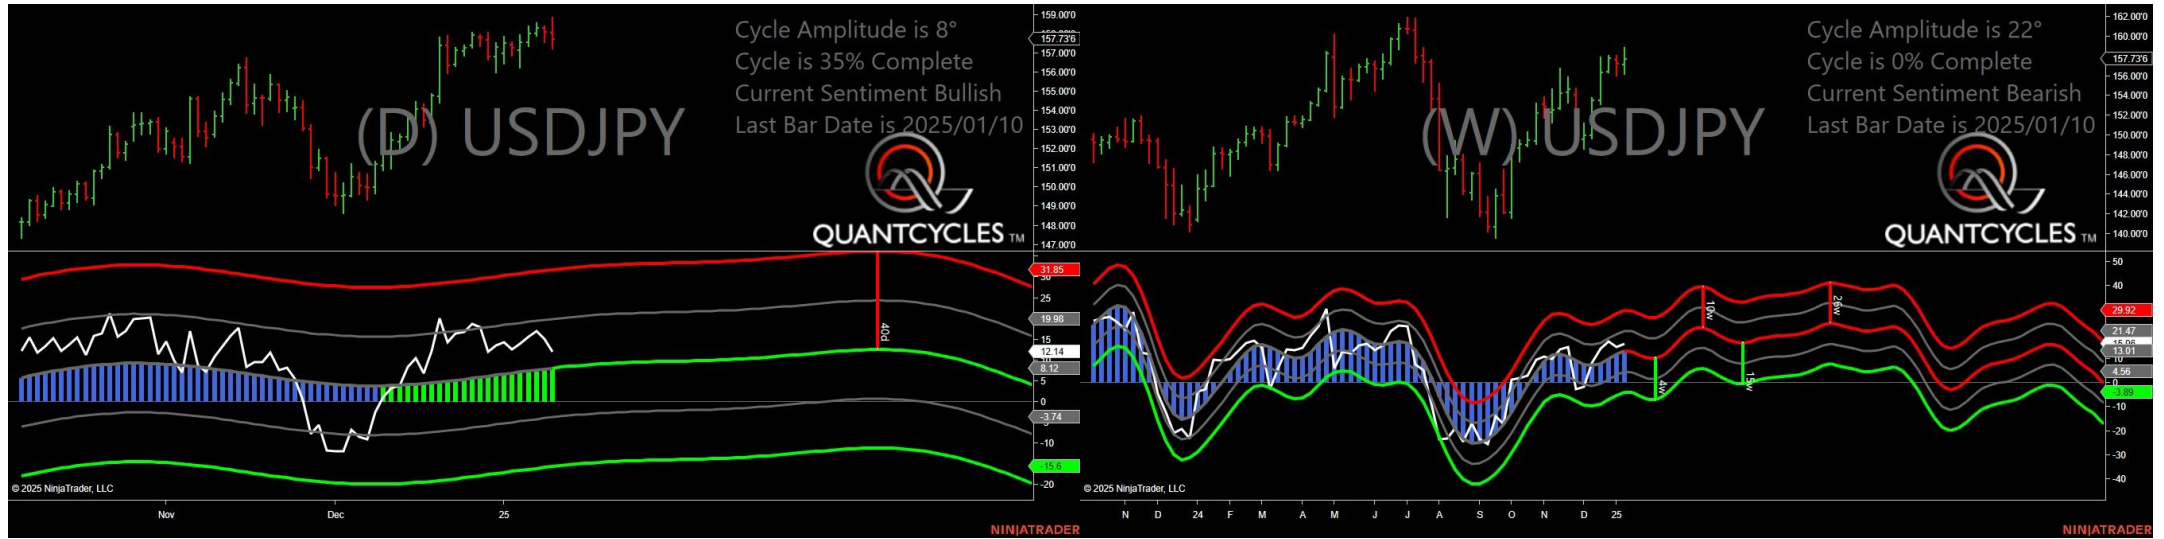 Cycle Amplitude is 8°
Cycle is 35% Complete
Current Sentiment Bullish
Last Bar Date is 2025/01/10
(D) USDJPY
QUANTCYCLES TM
159.00'0
157.73'6
157.00'0
156.00'0
155.00'0
154.00'0
153.00'0
152.00'0
151.00'0
150.00'0
149.00'0
148.00'0
147.00'0
31.85
30
25
19.98
15
12.14
10
8.12
5
0
-3.74
-5
-10
-15.6
-20
40d
© 2025 NinjaTrader, LLC
Nov
Dec
25
NINJATRADER
Cycle Amplitude is 22°
Cycle is 0% Complete
Current Sentiment Bearish
Last Bar Date is 2025/01/10
(W) USDJPY
QUANTCYCLES TM
162.00'0
160.00'0
157.73'6
156.00'0
154.00'0
152.00'0
150.00'0
148.00'0
146.00'0
144.00'0
142.00'0
140.00'0
50
40
29.92
21.47
13.01
10
4.56
0
-3.89
-10
-20
-30
-40
10w
26w
4w
15w
© 2025 NinjaTrader, LLC
N D 24 F M A M J J A S O N D 25
NINJATRADER